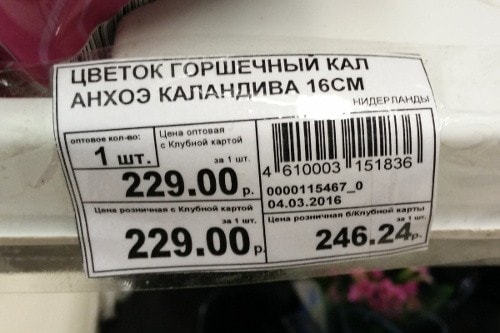 ЦВЕТОК ГОРШЕЧНЫЙ КАЛ
АНХОЭ КАЛАНДИВА 16СМ
НИДЕРЛАНДЫ
оптовое кол-во:
1 шт.
Цена оптовая
с Клубной картой
за 1 шт.
229.00 р.
4 610003 151836
0000115467_0
04.03.2016
Цена розничная с Клубной картой
за 1 шт.
229.00 р.
Цена розничная б/Клубной карты
за 1 шт.
246.24 р.